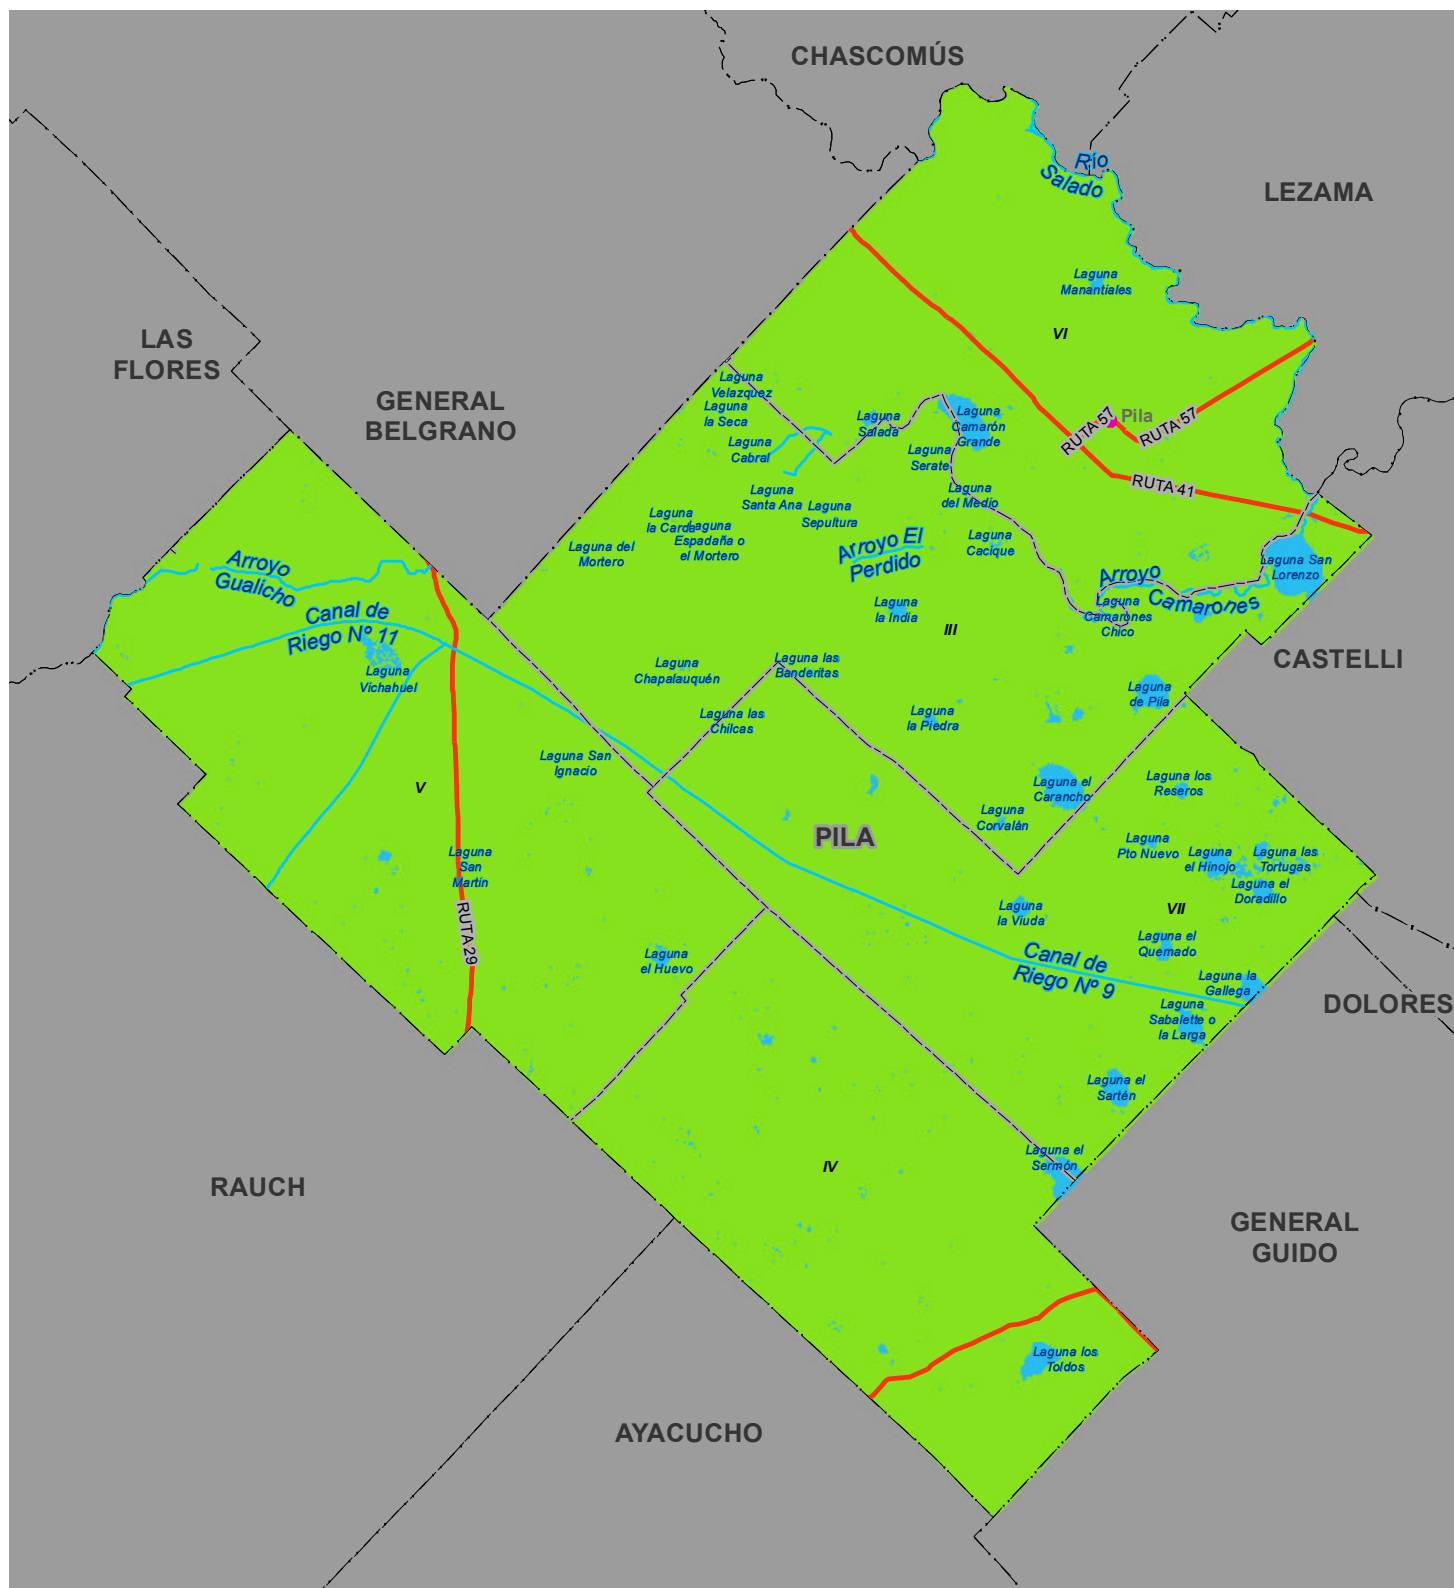 CHASCOMÚS
Río
Salado
LEZAMA
Laguna
Manantiales
VI
LAS
FLORES
GENERAL
BELGRANO
Laguna
Velazquez
Laguna
la Seca
Laguna
Cabral
Laguna
Salada
Laguna
Camarón
Grande
Laguna
Serate
RUTA 57
Pila
RUTA 57
RUTA 41
Laguna
Santa Ana
Laguna
Sepultura
Laguna
del Medio
Laguna
la Carda
Laguna
Espadaña o
el Mortero
Laguna del
Mortero
Arroyo El
Perdido
Laguna
Cacique
Laguna San
Lorenzo
Arroyo
Camarones
Laguna
Camarones
Chico
Arroyo
Gualicho
Canal de
Riego Nº 11
Laguna
Vichahuel
Laguna
la India
III
CASTELLI
Laguna
Chapalauquén
Laguna las
Banderitas
Laguna
de Pila
Laguna las
Chilcas
Laguna
la Piedra
Laguna San
Ignacio
V
Laguna el
Carancho
Laguna los
Reseros
Laguna
Corvalán
PILA
Laguna
San
Martín
Laguna
Pto Nuevo
Laguna
el Hinojo
Laguna las
Tortugas
Laguna el
Doradillo
Laguna
la Viuda
VII
RUTA 29
Laguna el
Quemado
Laguna
el Huevo
Canal de
Riego Nº 9
Laguna la
Gallega
DOLORES
Laguna
Sabalette o
la Larga
Laguna el
Sartén
Laguna el
Sermón
IV
RAUCH
GENERAL
GUIDO
Laguna los
Toldos
AYACUCHO